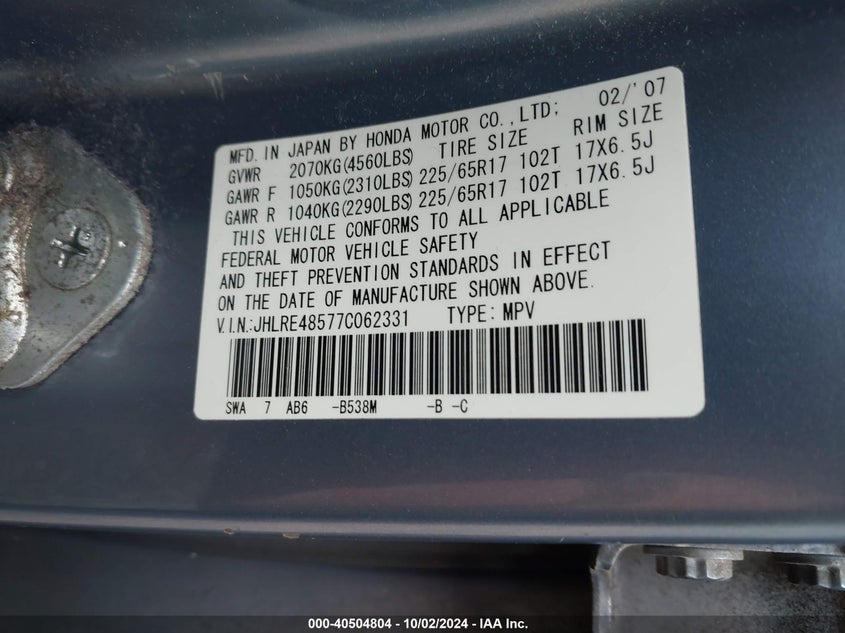 MFD. IN JAPAN BY HONDA MOTOR CO.,LTD; 02/'07
GVWR 2070KG(4560LBS) TIRE SIZE RIM SIZE
GAWR F 1050KG(2310LBS) 225/65R17 102T 17X6.5J
GAWR R 1040KG(2290LBS) 225/65R17 102T 17X6.5J
THIS VEHICLE CONFORMS TO ALL APPLICABLE
FEDERAL MOTOR VEHICLE SAFETY
AND THEFT PREVENTION STANDARDS IN EFFECT
ON THE DATE OF MANUFACTURE SHOWN ABOVE.
V.I.N.:JHLRE48577C062331 TYPE: MPV
SWA 7 AB6 -B538M -B -C
000-40504804 - 10/02/2024 - IAA Inc.